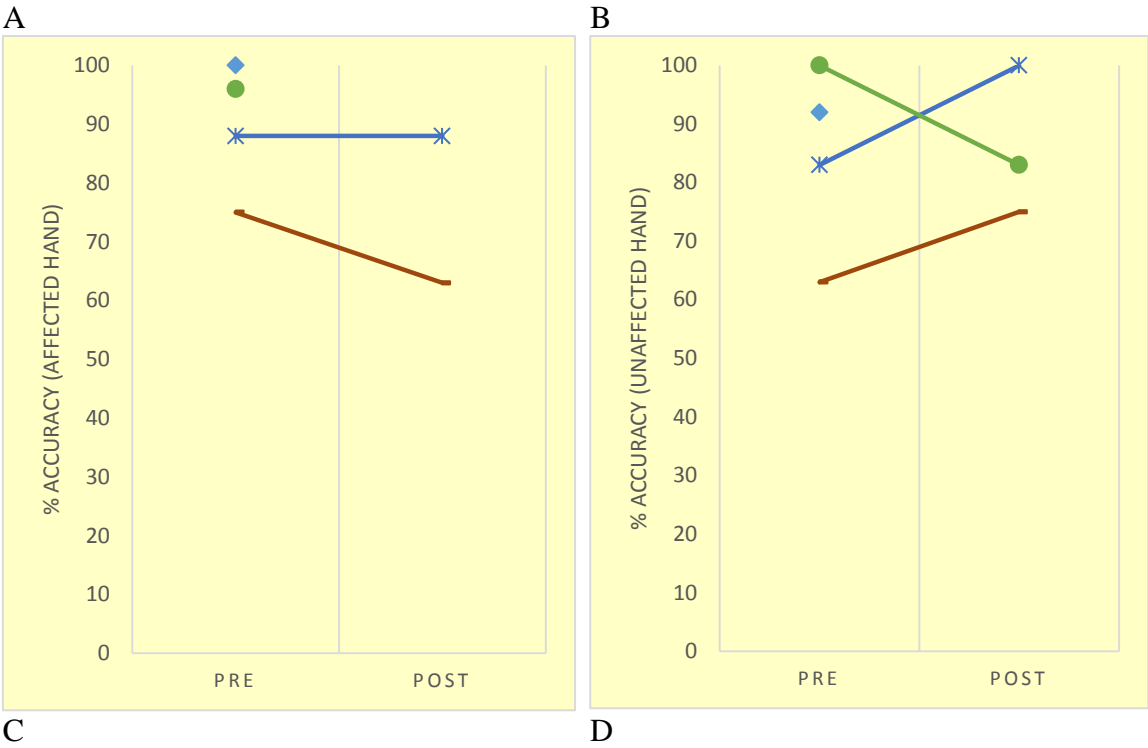 A
% ACCURACY (AFFECTED HAND)
100
90
80
70
60
50
40
30
20
10
0
PRE POST
B
% ACCURACY (UNAFFECTED HAND)
100
90
80
70
60
50
40
30
20
10
0
PRE POST
C
D